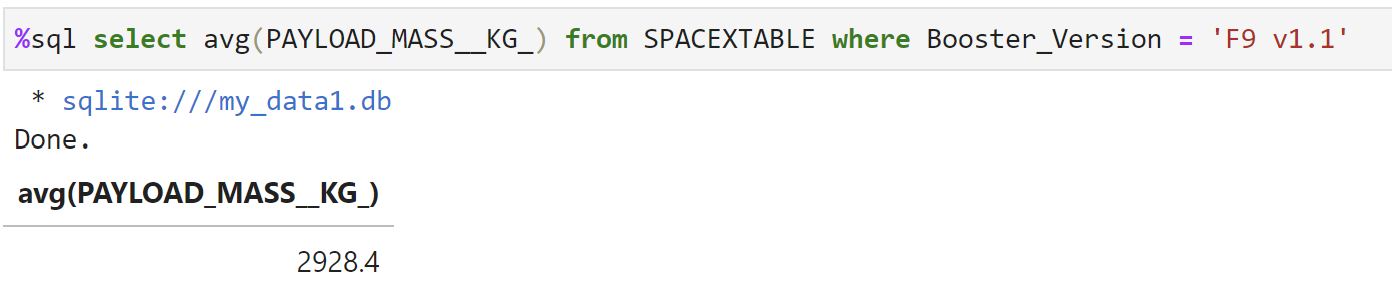 %sql select avg(PAYLOAD_MASS__KG_) from SPACEXTABLE where Booster_Version = 'F9 v1.1'
* sqlite:///my_data1.db
Done.
avg(PAYLOAD_MASS__KG_)
2928.4